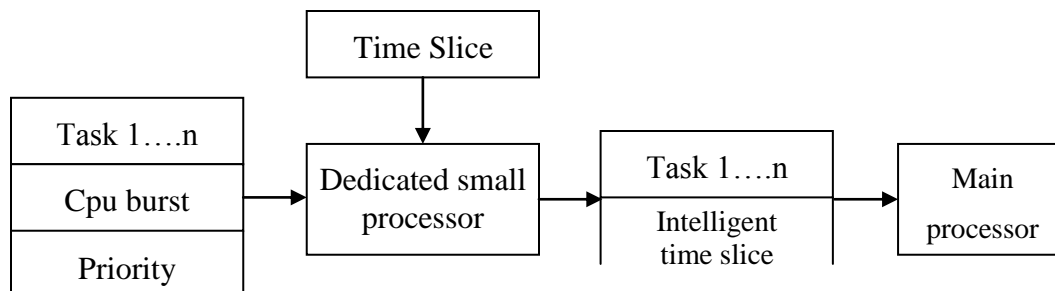 Time Slice
Task 1….n
Cpu burst
Priority
Dedicated small
processor
Task 1….n
Intelligent
time slice
Main
processor